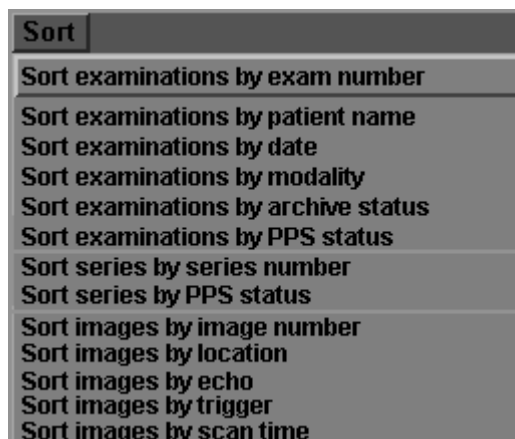 Sort
Sort examinations by exam number
Sort examinations by patient name
Sort examinations by date
Sort examinations by modality
Sort examinations by archive status
Sort examinations by PPS status
Sort series by series number
Sort series by PPS status
Sort images by image number
Sort images by location
Sort images by echo
Sort images by trigger
Sort images by scan time